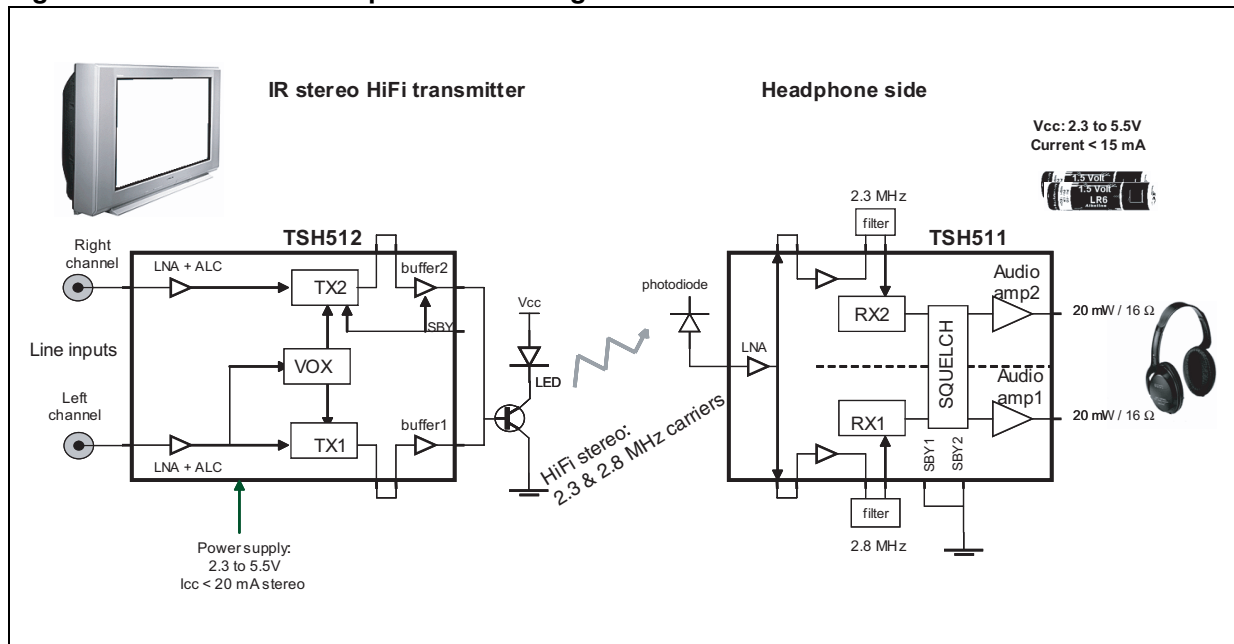 IR stereo HiFi transmitter
Headphone side
Vcc: 2.3 to 5.5V
Current < 15 mA
1.5 Volt
1.5 Volt
LR6
Alkaline
2.3 MHz
filter
TSH512
TSH511
Right
channel
LNA + ALC
TX2
buffer2
SBY
Vcc
LED
photodiode
LNA
RX2
SQUELCH
Audio
amp2
20 mW / 16 Ω
Line inputs
VOX
Left
channel
LNA + ALC
TX1
buffer1
HiFi stereo:
2.3 & 2.8 MHz carriers
RX1
Audio
amp1
20 mW / 16 Ω
SBY1
SBY2
filter
2.8 MHz
Power supply:
2.3 to 5.5V
Icc < 20 mA stereo